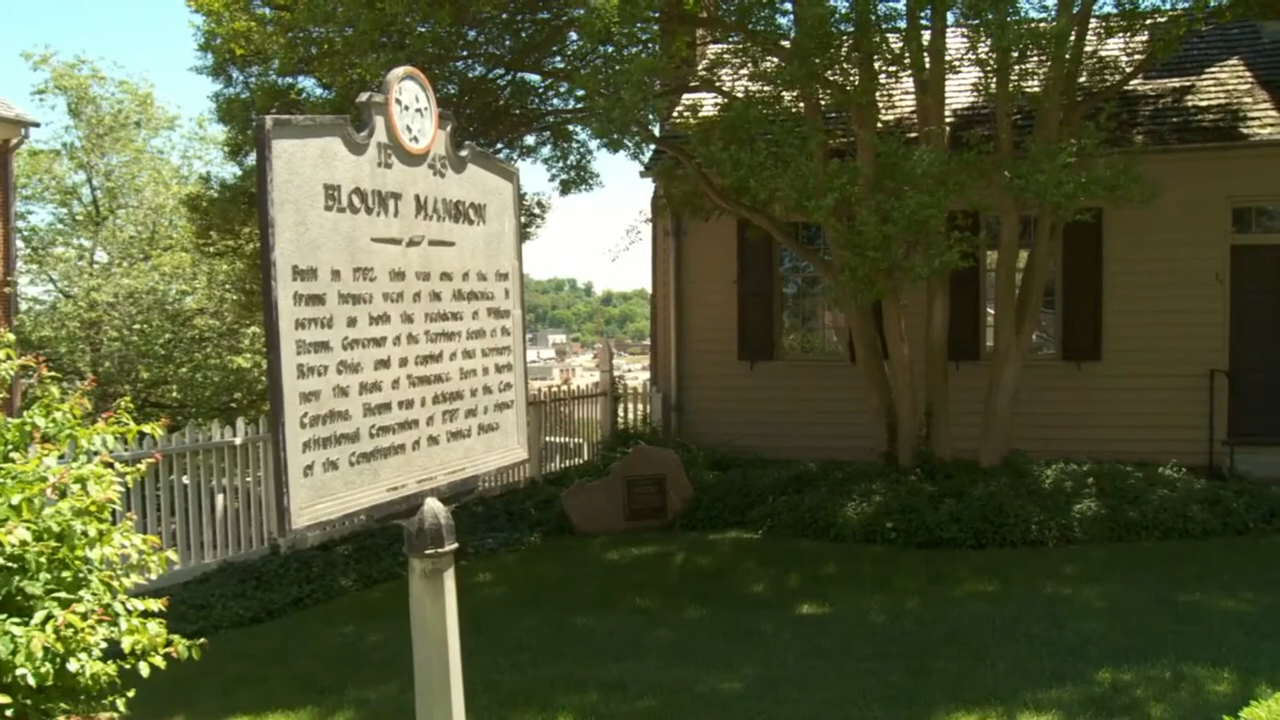 1E 43
BLOUNT MANSION
Built in 1792, this was one of the first
frame houses west of the Alleghenies. It
served as both the residence of William
Blount, Governor of the Territory South of the
River Ohio, and as capitol of this territory,
now the State of Tennessee. Born in North
Carolina, Blount was a delegate to the Con-
stitutional Convention of 1787 and a signer
of the Constitution of the United States.